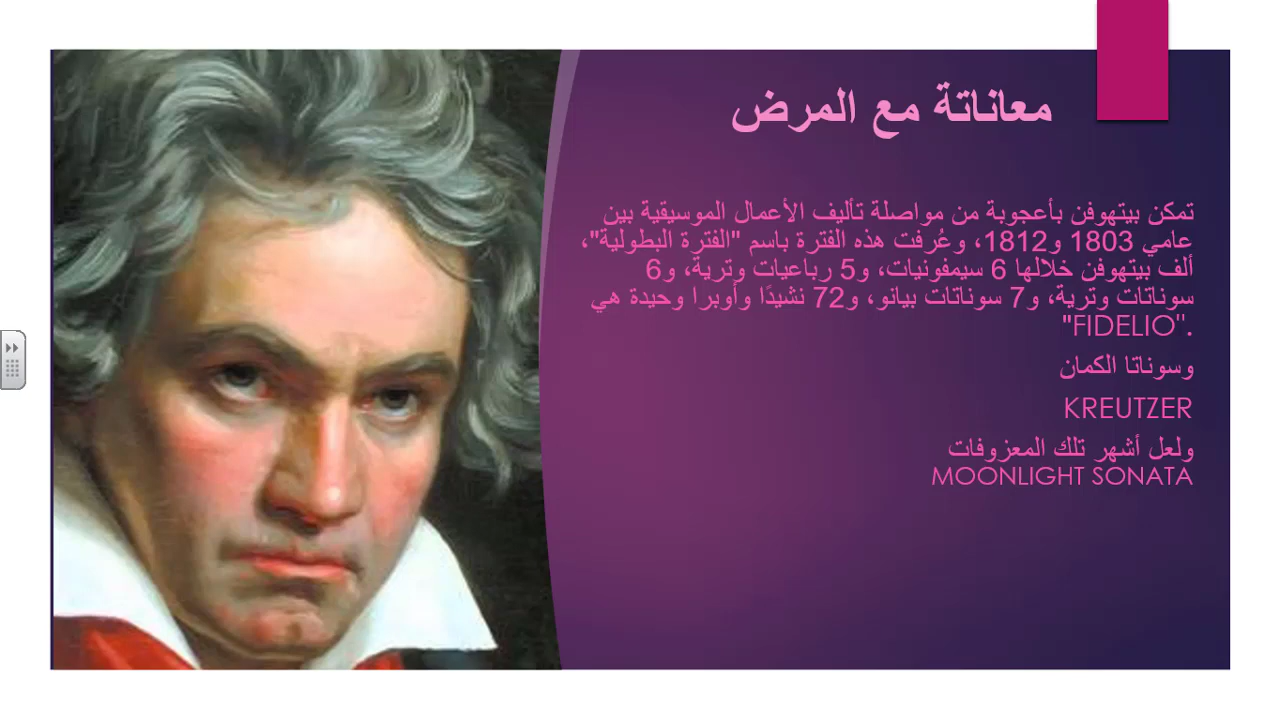 معاناتة مع المرض
تمكن بيتهوفن بأعجوبة من مواصلة تأليف الأعمال الموسيقية بين
عامي 1803 و1812، وعُرفت هذه الفترة باسم "الفترة البطولية"،
ألف بيتهوفن خلالها 6 سيمفونيات، و5 رباعيات وترية، و6
سوناتات وترية، و7 سوناتات بيانو، و72 نشيدًا وأوبرا وحيدة هي
"FIDELIO".
وسوناتا الكمان
KREUTZER
ولعل أشهر تلك المعزوفات
MOONLIGHT SONATA